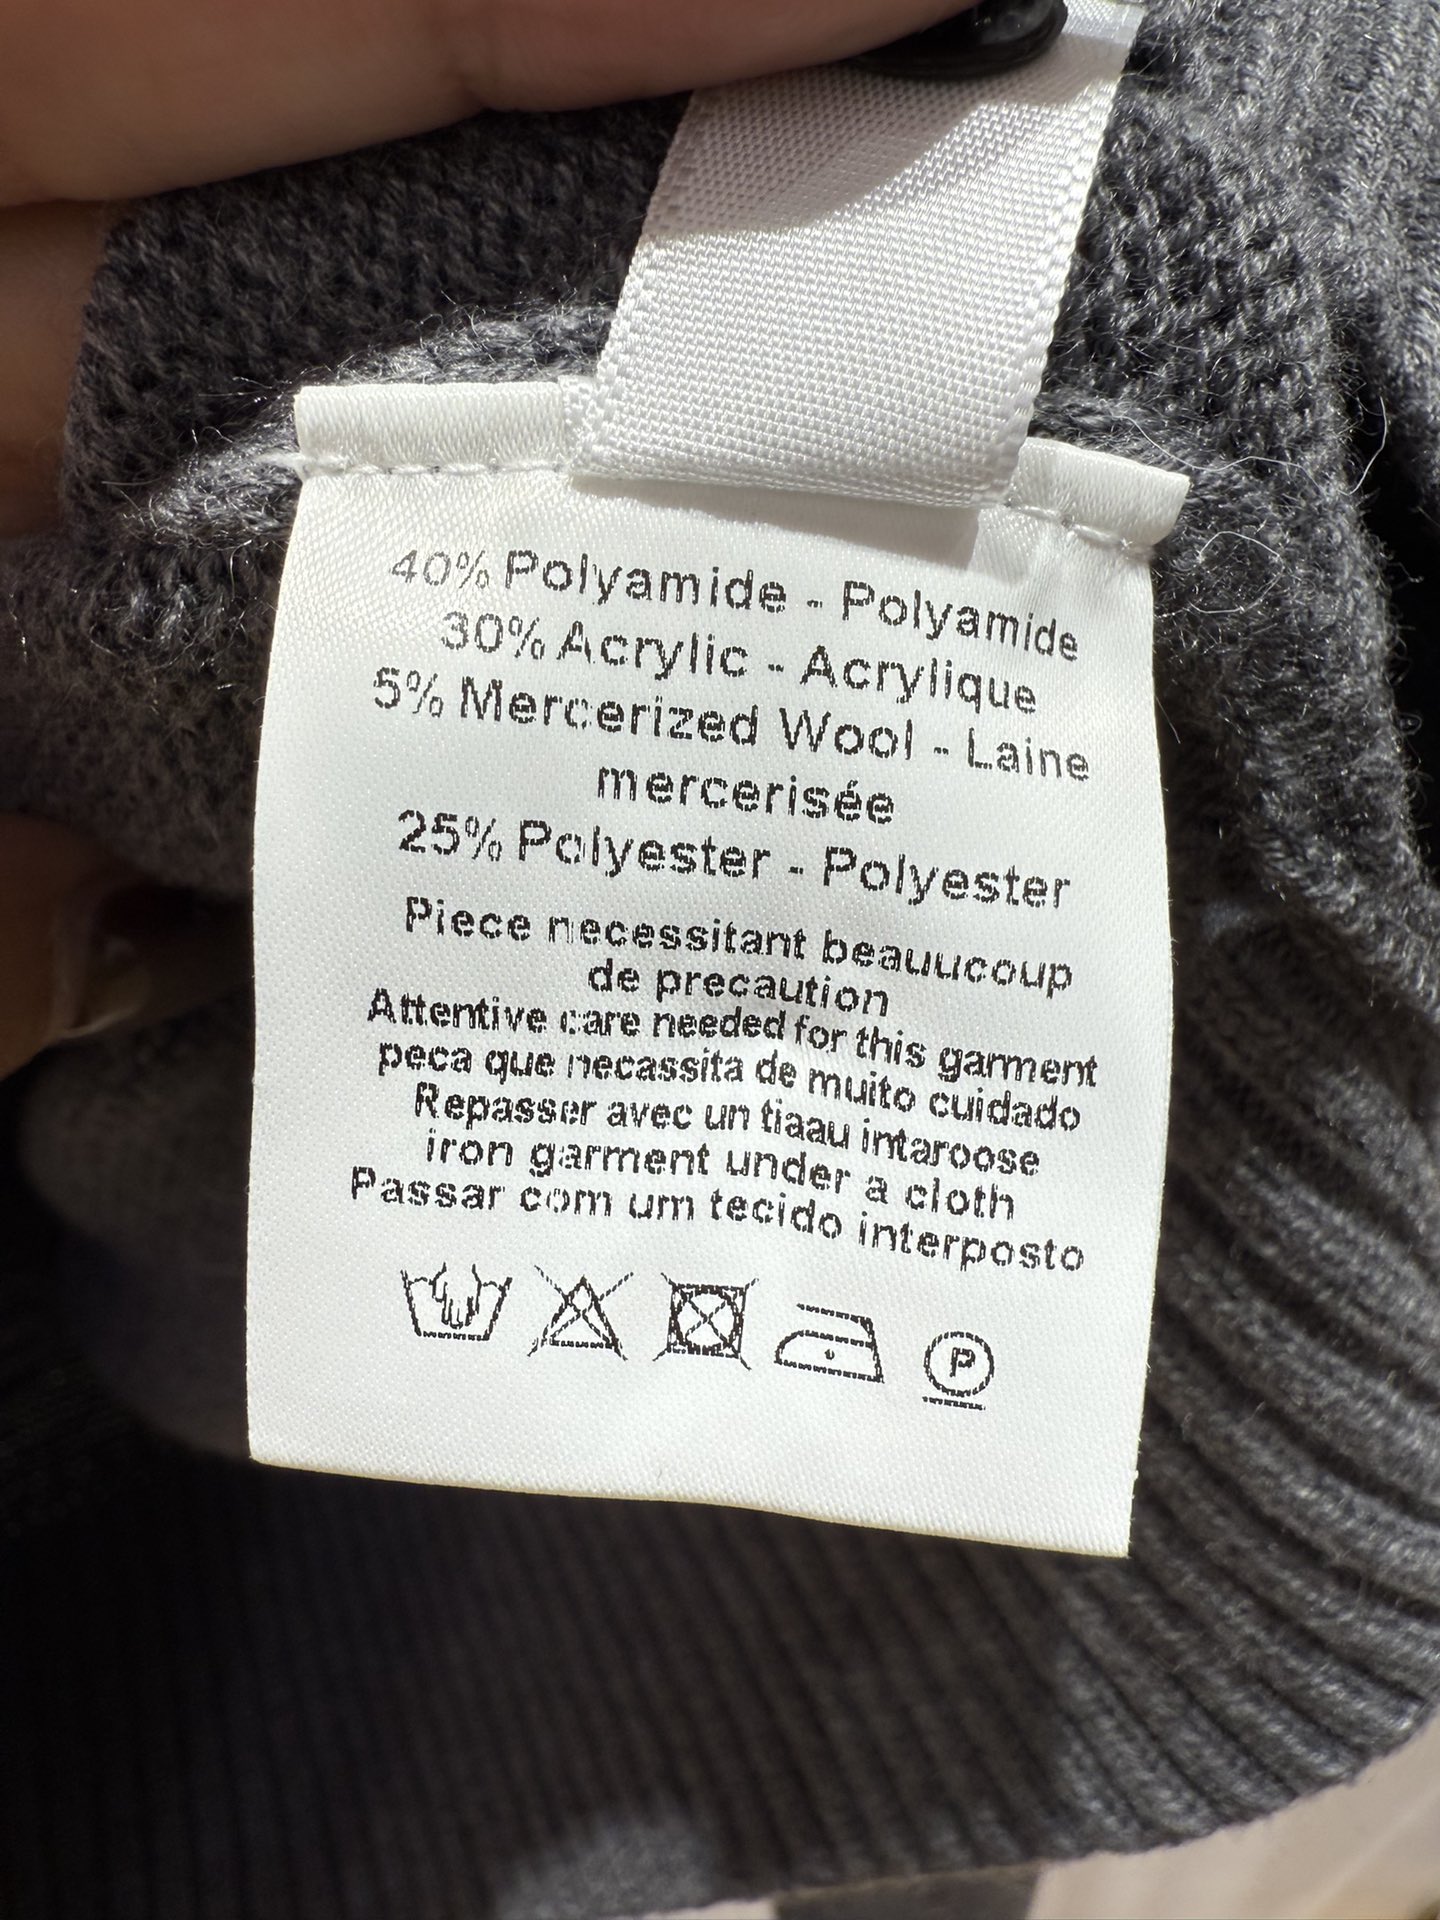 40% Polyamide - Polyamide
30% Acrylic - Acrylique
5% Mercerized Wool - Laine
mercerisée
25% Polyester - Polyester
Piece necessitant beauucoup
de precaution
Attentive care needed for this garment
peca que necassita de muito cuidado
Repasser avec un tiaau intaroose
iron garment under a cloth
Passar com um tecido interposto
P